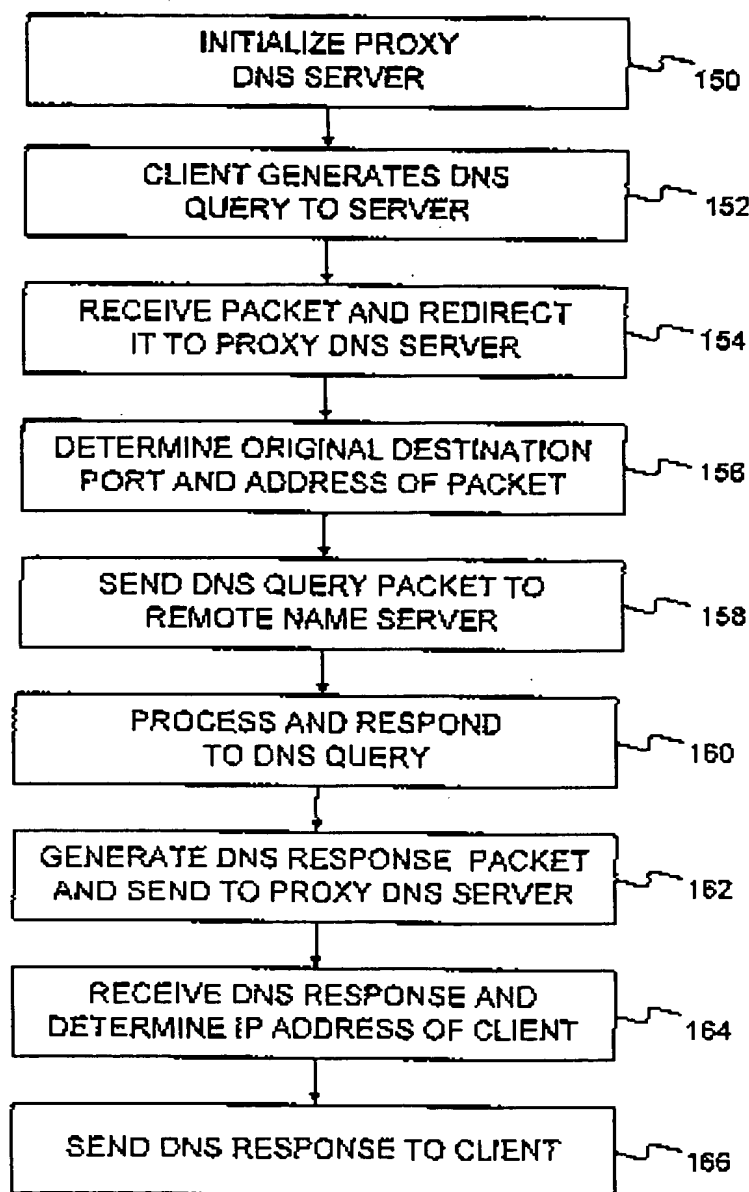 INITIALIZE PROXY
DNS SERVER
150
CLIENT GENERATES DNS
QUERY TO SERVER
152
RECEIVE PACKET AND REDIRECT
IT TO PROXY DNS SERVER
154
DETERMINE ORIGINAL DESTINATION
PORT AND ADDRESS OF PACKET
156
SEND DNS QUERY PACKET TO
REMOTE NAME SERVER
158
PROCESS AND RESPOND
TO DNS QUERY
160
GENERATE DNS RESPONSE PACKET
AND SEND TO PROXY DNS SERVER
162
RECEIVE DNS RESPONSE AND
DETERMINE IP ADDRESS OF CLIENT
164
SEND DNS RESPONSE TO CLIENT
166